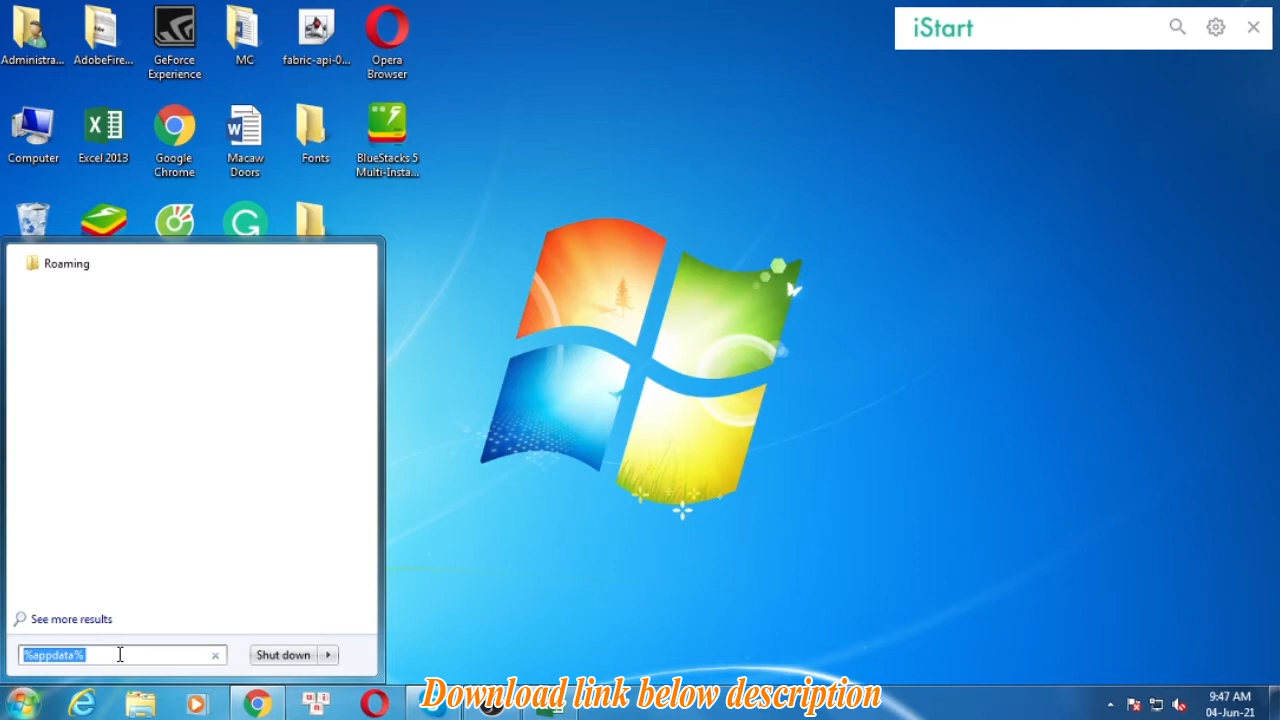 iStart
Administra...
AdobeFire...
GeForce
Experience
MC
fabric-api-0...
Opera
Browser
Computer
Excel 2013
Google
Chrome
Macaw
Doors
Fonts
BlueStacks 5
Multi-Insta...
Roaming
See more results
%appdata%
Shut down
Download link below description
9:47 AM
04-Jun-21